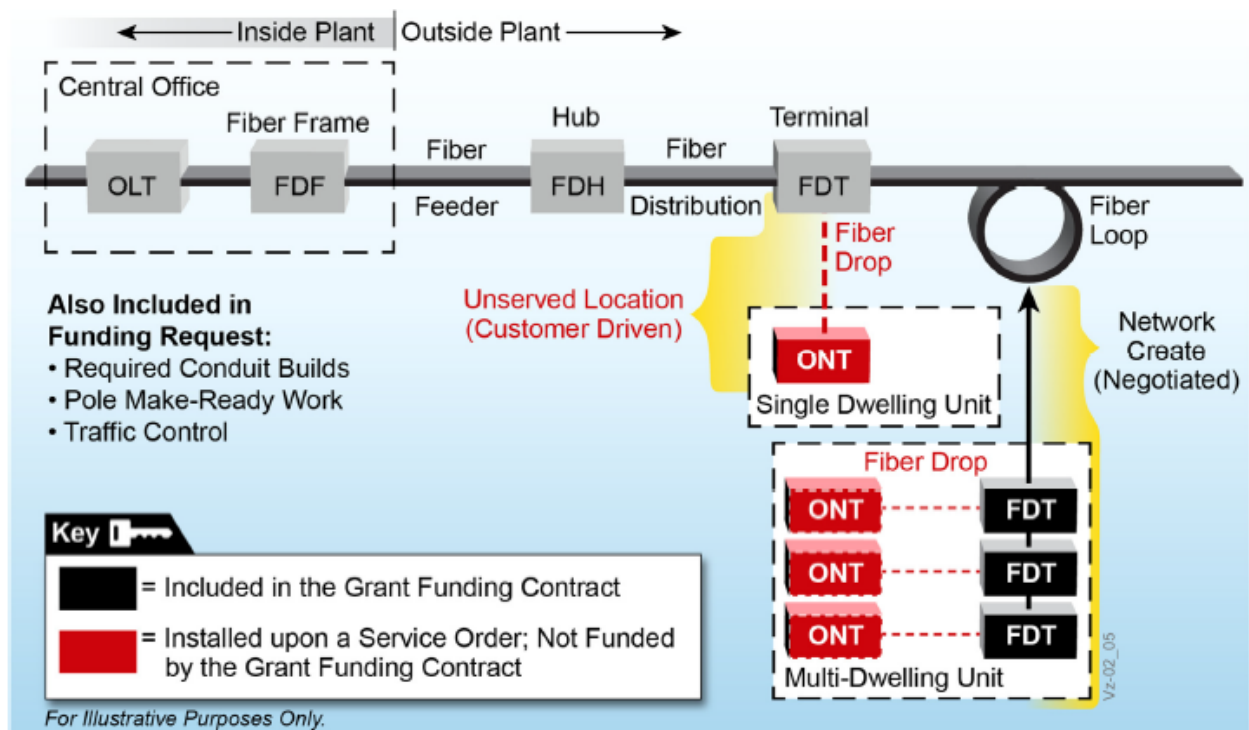 Inside Plant
Outside Plant
Central Office
Fiber Frame
Hub
Terminal
OLT
FDF
Fiber
Feeder
FDH
Fiber
Distribution
FDT
Fiber
Loop
Fiber
Drop
Unserved Location
(Customer Driven)
ONT
Single Dwelling Unit
Network
Create
(Negotiated)
Also Included in
Funding Request:
• Required Conduit Builds
• Pole Make-Ready Work
• Traffic Control
Fiber Drop
ONT
FDT
ONT
FDT
ONT
FDT
Multi-Dwelling Unit
Vz-02_05
Key
= Included in the Grant Funding Contract
= Installed upon a Service Order; Not Funded
by the Grant Funding Contract
For Illustrative Purposes Only.